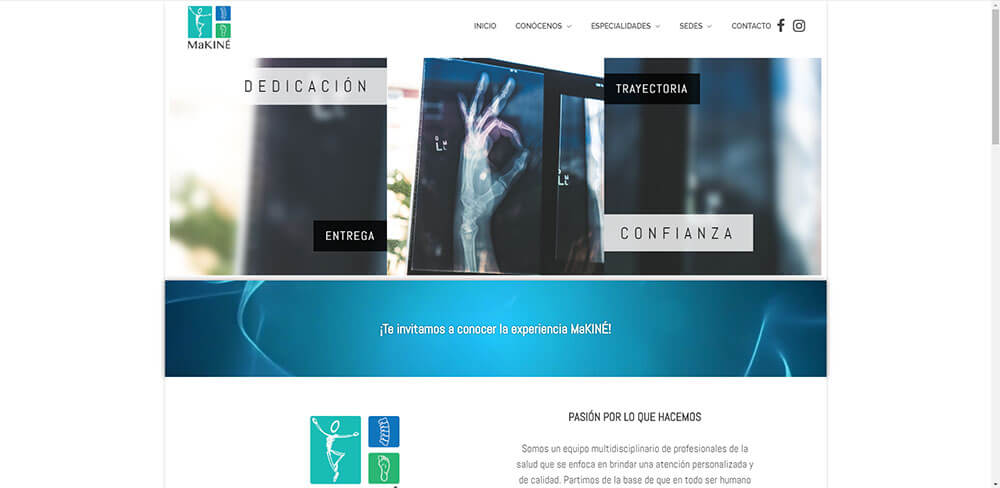 MaKINÉ
INICIO
CONÓCENOS
ESPECIALIDADES
SEDES
CONTACTO
DEDICACIÓN
TRAYECTORIA
ENTREGA
CONFIANZA
¡Te invitamos a conocer la experiencia MaKINÉ!
PASIÓN POR LO QUE HACEMOS
Somos un equipo multidisciplinario de profesionales de la
salud que se enfoca en brindar una atención personalizada y
de calidad. Partimos de la base de que en todo ser humano